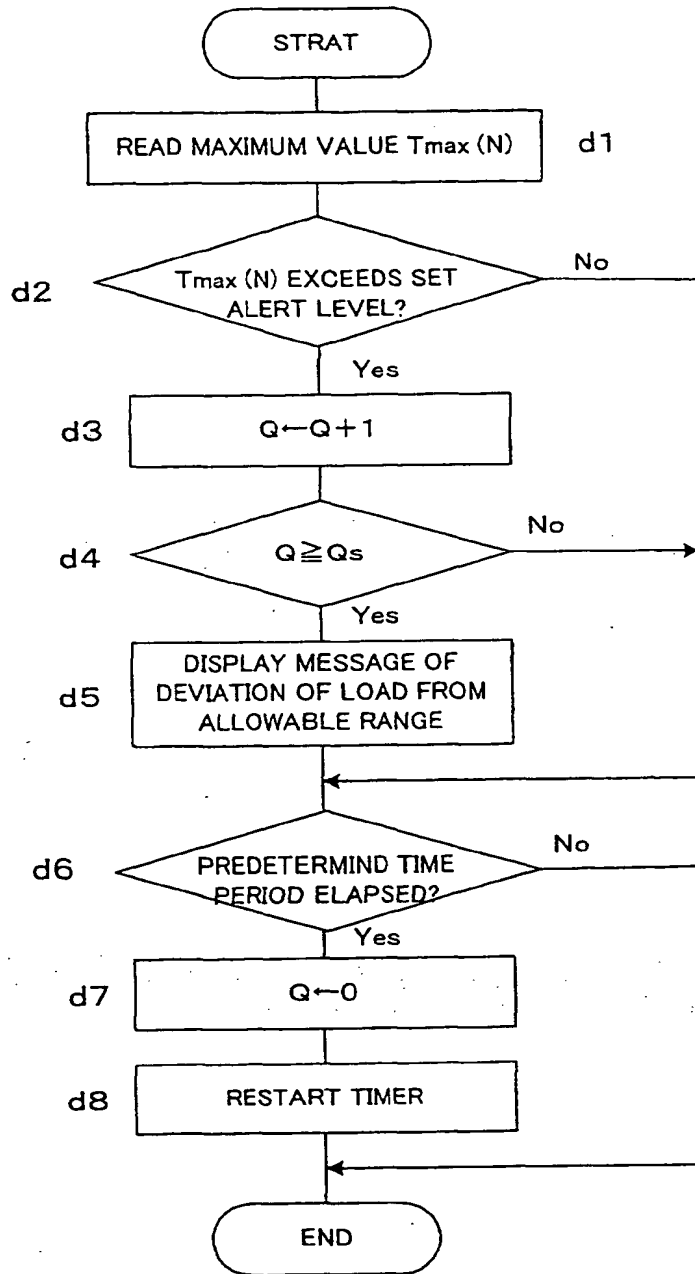 STRAT
READ MAXIMUM VALUE Tmax (N)
d1
Tmax (N) EXCEEDS SET
ALERT LEVEL?
No
d2
Yes
d3
Q←Q+1
No
d4
Q≧Qs
Yes
DISPLAY MESSAGE OF
DEVIATION OF LOAD FROM
ALLOWABLE RANGE
d5
No
d6
PREDETERMIND TIME
PERIOD ELAPSED?
Yes
d7
Q←0
d8
RESTART TIMER
END